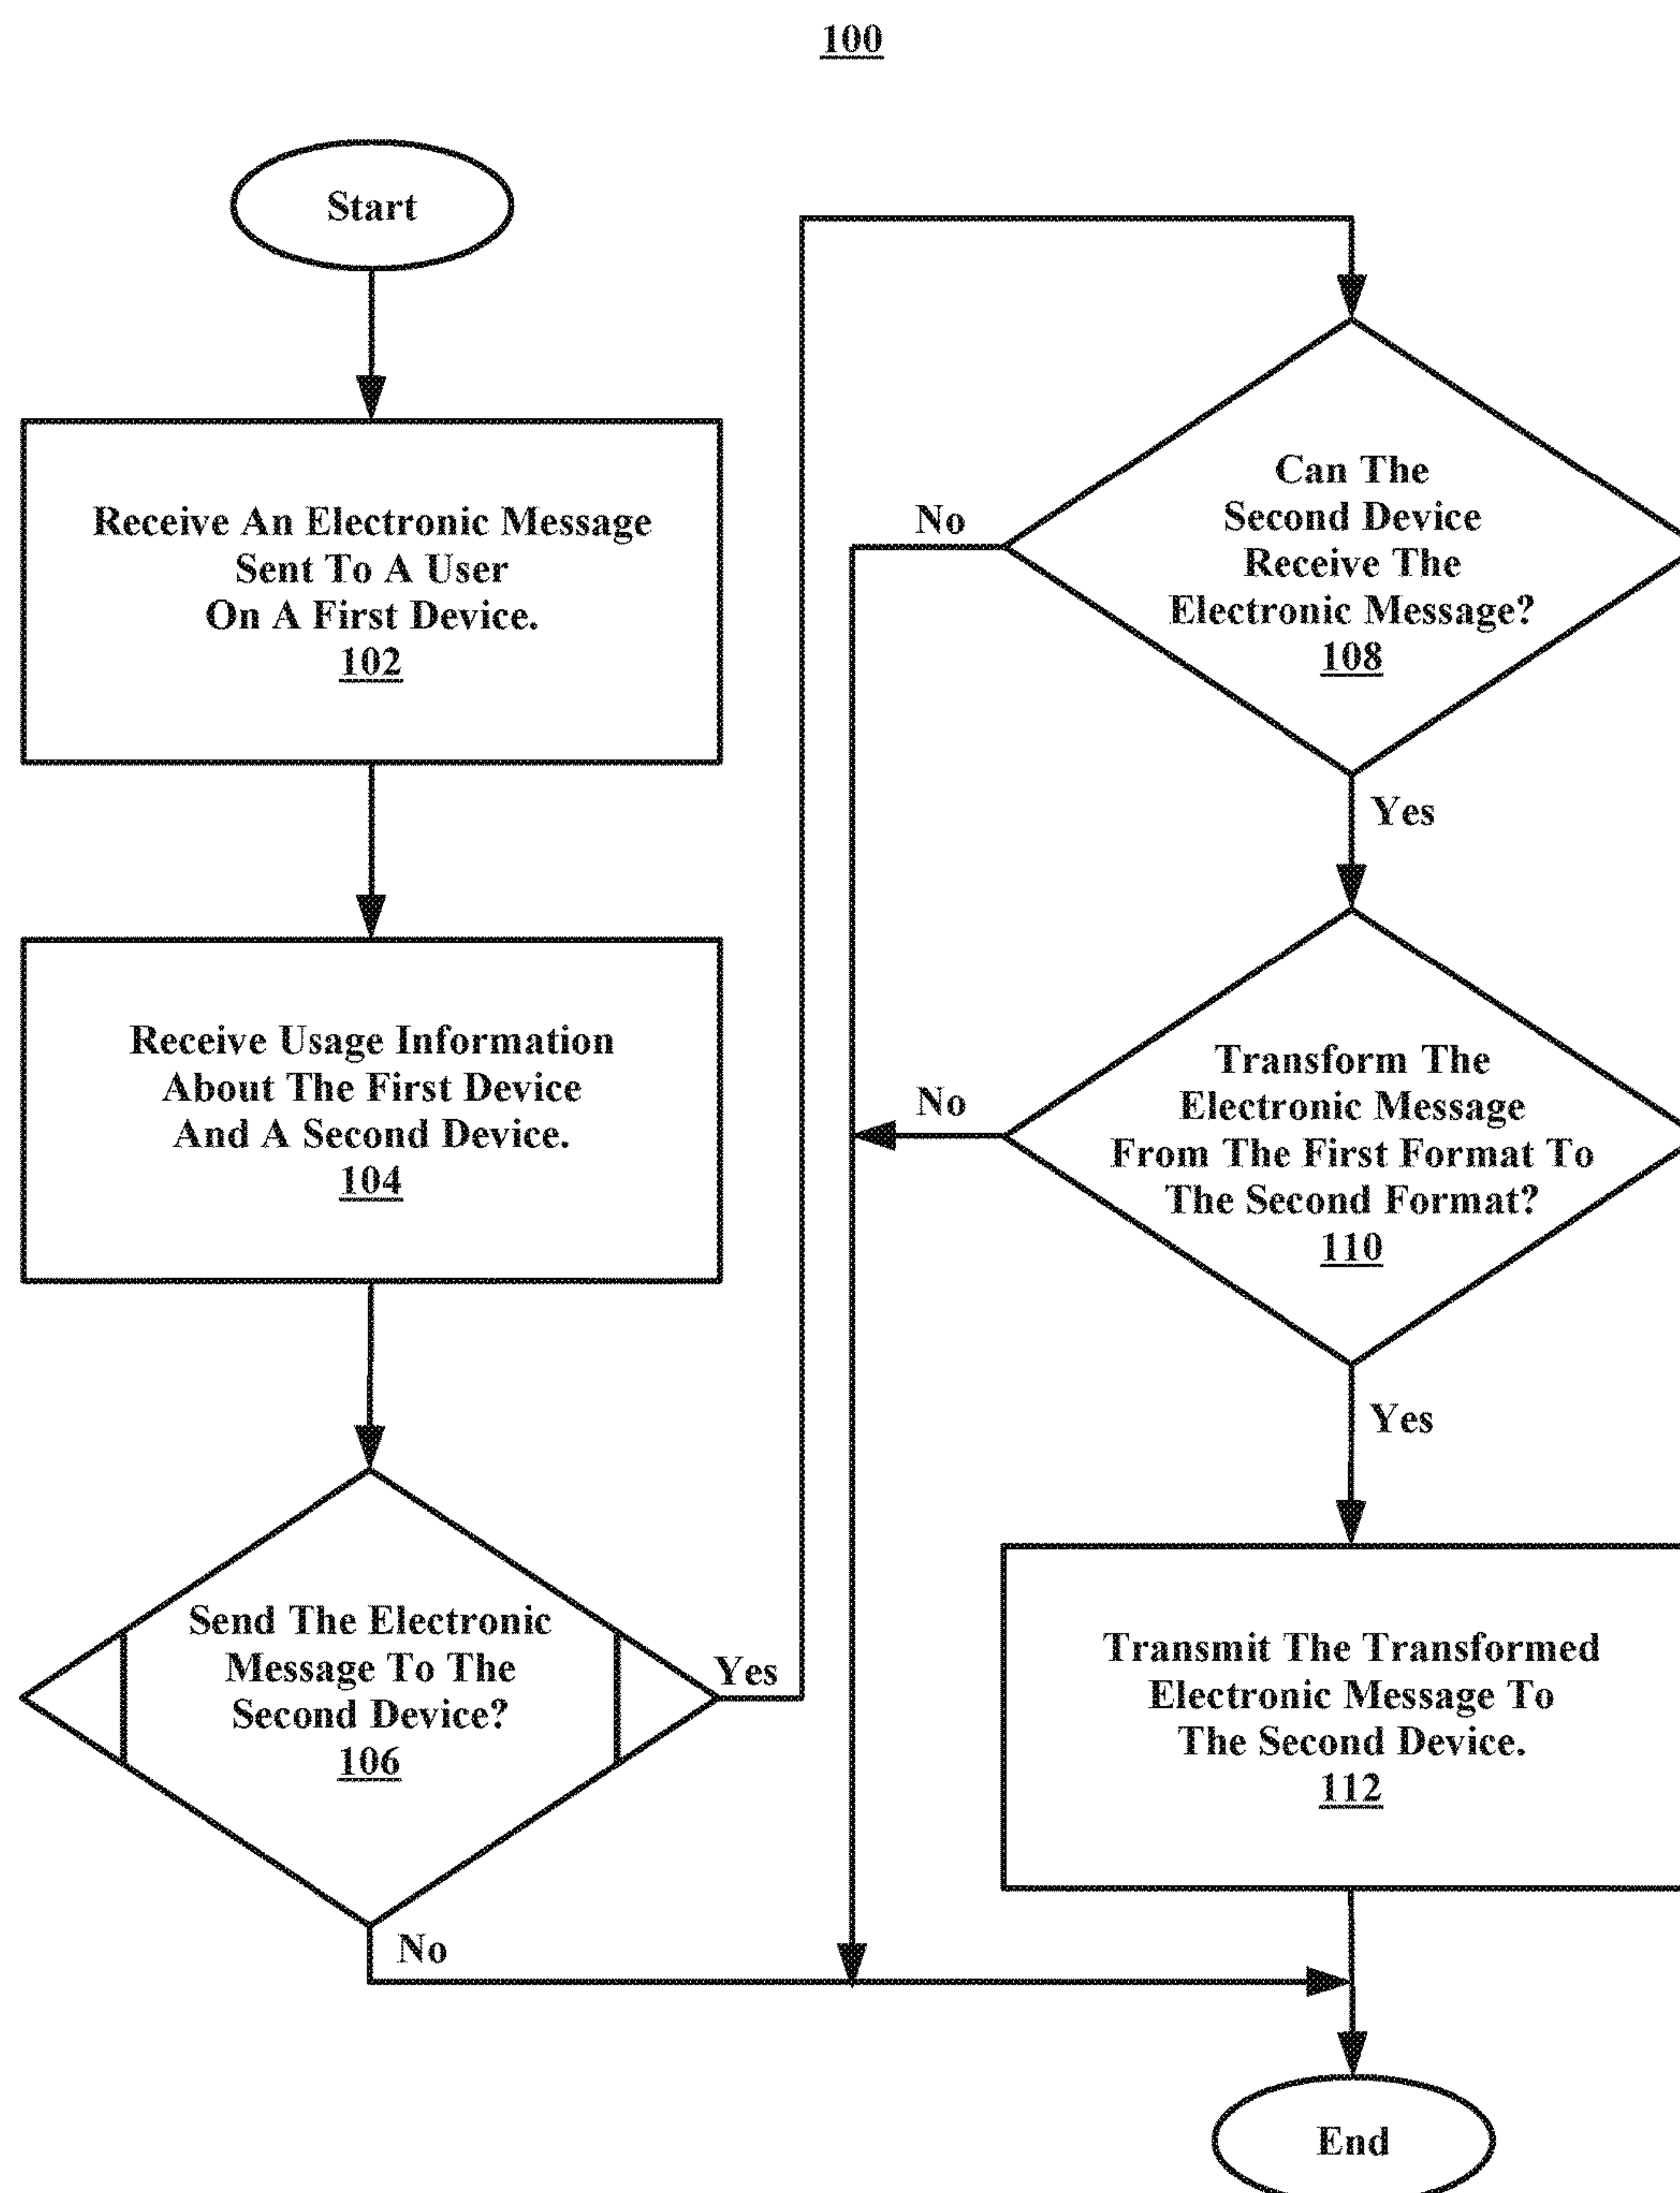 100
Start
Receive An Electronic Message
Sent To A User
On A First Device.
102
Receive Usage Information
About The First Device
And A Second Device.
104
Send The Electronic
Message To The
Second Device?
106
Yes
No
Can The
Second Device
Receive The
Electronic Message?
108
No
Yes
Transform The
Electronic Message
From The First Format To
The Second Format?
110
No
Yes
Transmit The Transformed
Electronic Message To
The Second Device.
112
End